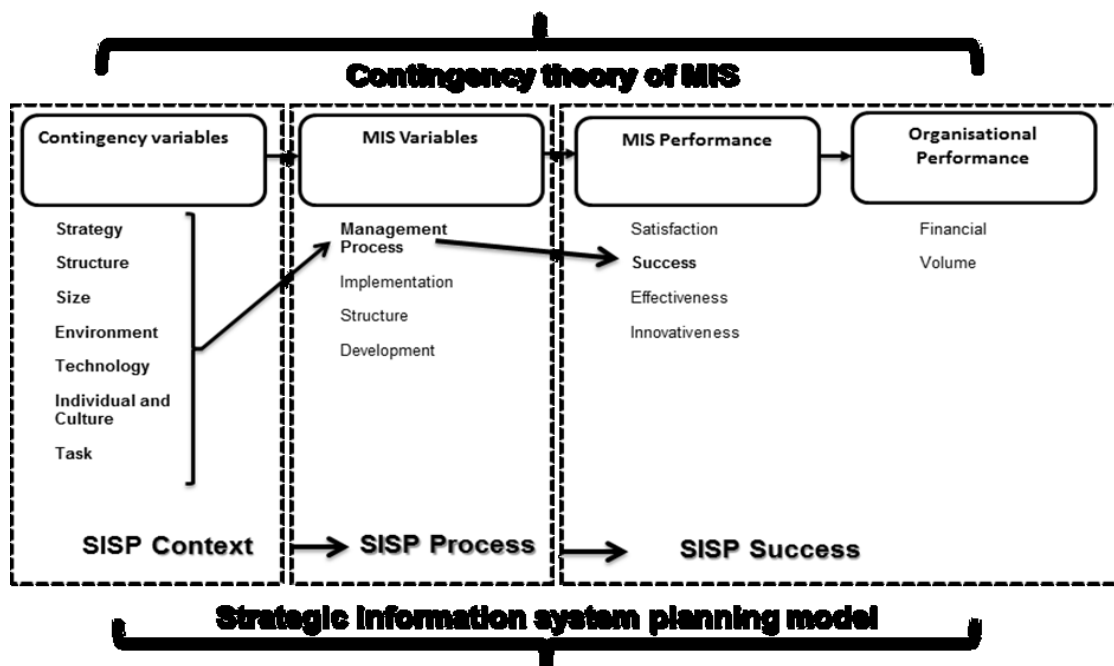 Contingency theory of MIS
Contingency variables
MIS Variables
MIS Performance
Organisational
Performance
Strategy
Structure
Size
Environment
Technology
Individual and
Culture
Task
Management
Process
Implementation
Structure
Development
Satisfaction
Success
Effectiveness
Innovativeness
Financial
Volume
SISP Context
SISP Process
SISP Success
Strategic information system planning model